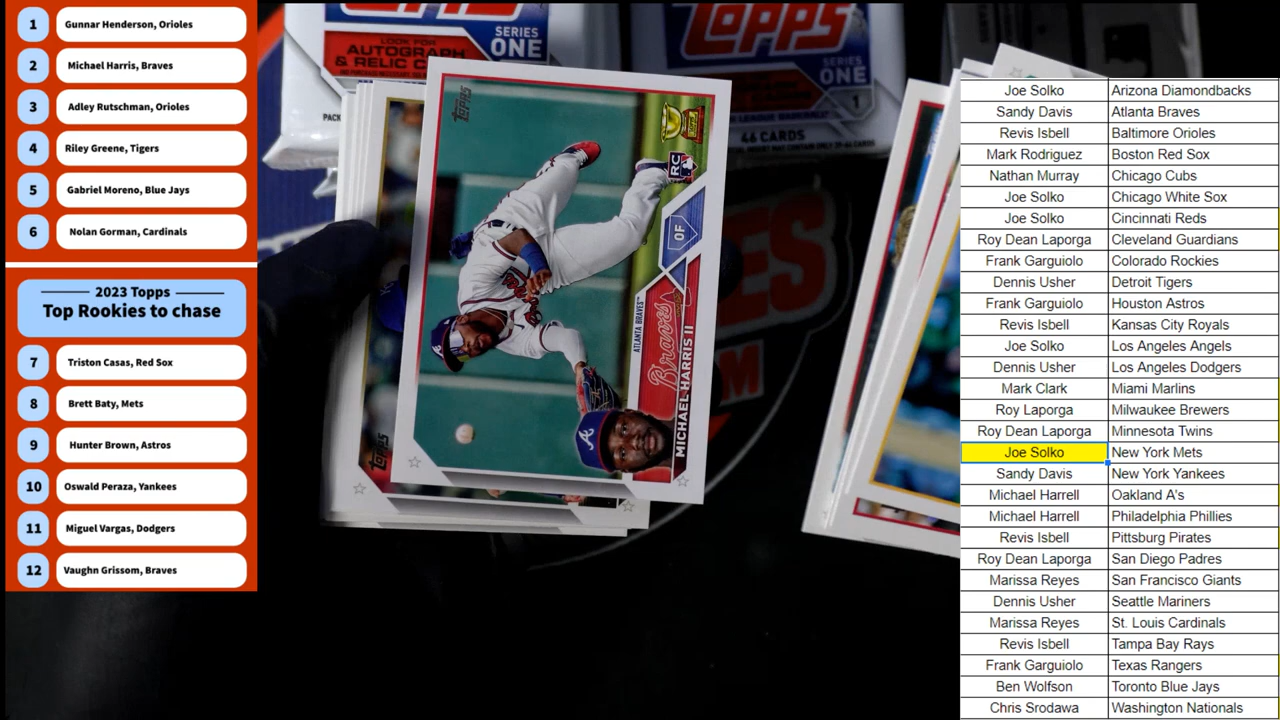 1 Gunnar Henderson, Orioles
2 Michael Harris, Braves
3 Adley Rutschman, Orioles
4 Riley Greene, Tigers
5 Gabriel Moreno, Blue Jays
6 Nolan Gorman, Cardinals
2023 Topps
Top Rookies to chase
7 Triston Casas, Red Sox
8 Brett Baty, Mets
9 Hunter Brown, Astros
10 Oswald Peraza, Yankees
11 Miguel Vargas, Dodgers
12 Vaughn Grissom, Braves
TOPPS
SERIES
ONE
LOOK FOR
AUTOGRAPH
& RELIC C
PACK
TOPPS
SERIES
ONE
1
46 CARDS
TOPPS
RC
OF
ATLANTA BRAVES™
Braves
MICHAEL HARRIS II
A
TOPPS
Joe Solko Arizona Diamondbacks
Sandy Davis Atlanta Braves
Revis Isbell Baltimore Orioles
Mark Rodriguez Boston Red Sox
Nathan Murray Chicago Cubs
Joe Solko Chicago White Sox
Joe Solko Cincinnati Reds
Roy Dean Laporga Cleveland Guardians
Frank Garguiolo Colorado Rockies
Dennis Usher Detroit Tigers
Frank Garguiolo Houston Astros
Revis Isbell Kansas City Royals
Joe Solko Los Angeles Angels
Dennis Usher Los Angeles Dodgers
Mark Clark Miami Marlins
Roy Laporga Milwaukee Brewers
Roy Dean Laporga Minnesota Twins
Joe Solko New York Mets
Sandy Davis New York Yankees
Michael Harrell Oakland A's
Michael Harrell Philadelphia Phillies
Revis Isbell Pittsburg Pirates
Roy Dean Laporga San Diego Padres
Marissa Reyes San Francisco Giants
Dennis Usher Seattle Mariners
Marissa Reyes St. Louis Cardinals
Revis Isbell Tampa Bay Rays
Frank Garguiolo Texas Rangers
Ben Wolfson Toronto Blue Jays
Chris Srodawa Washington Nationals